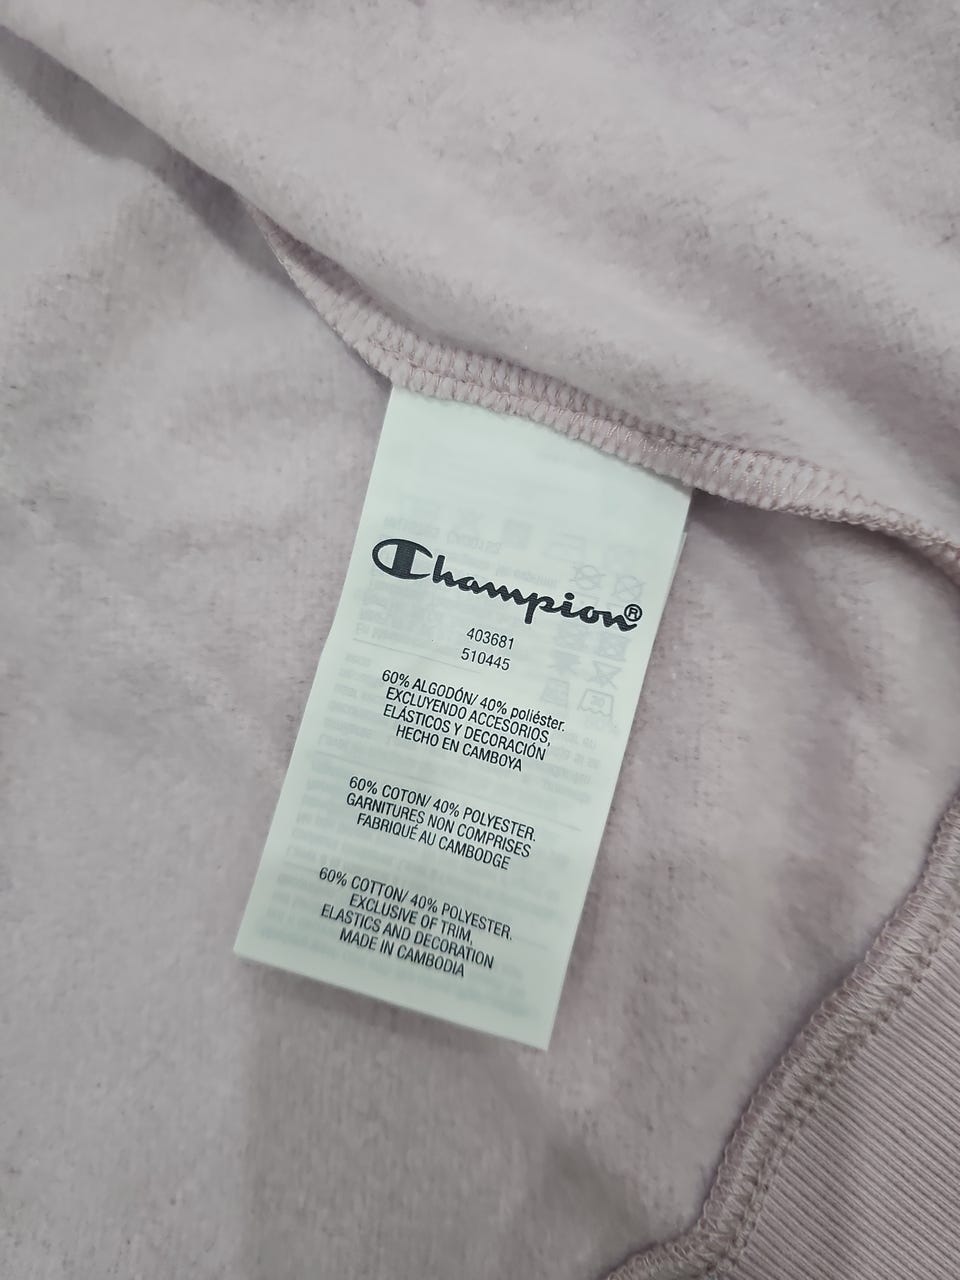 Champion®
403681
510445
60% ALGODÓN/ 40% poliéster.
EXCLUYENDO ACCESORIOS,
ELÁSTICOS Y DECORACIÓN
HECHO EN CAMBOYA
60% COTON/ 40% POLYESTER.
GARNITURES NON COMPRISES
FABRIQUÉ AU CAMBODGE
60% COTTON/ 40% POLYESTER.
EXCLUSIVE OF TRIM,
ELASTICS AND DECORATION
MADE IN CAMBODIA